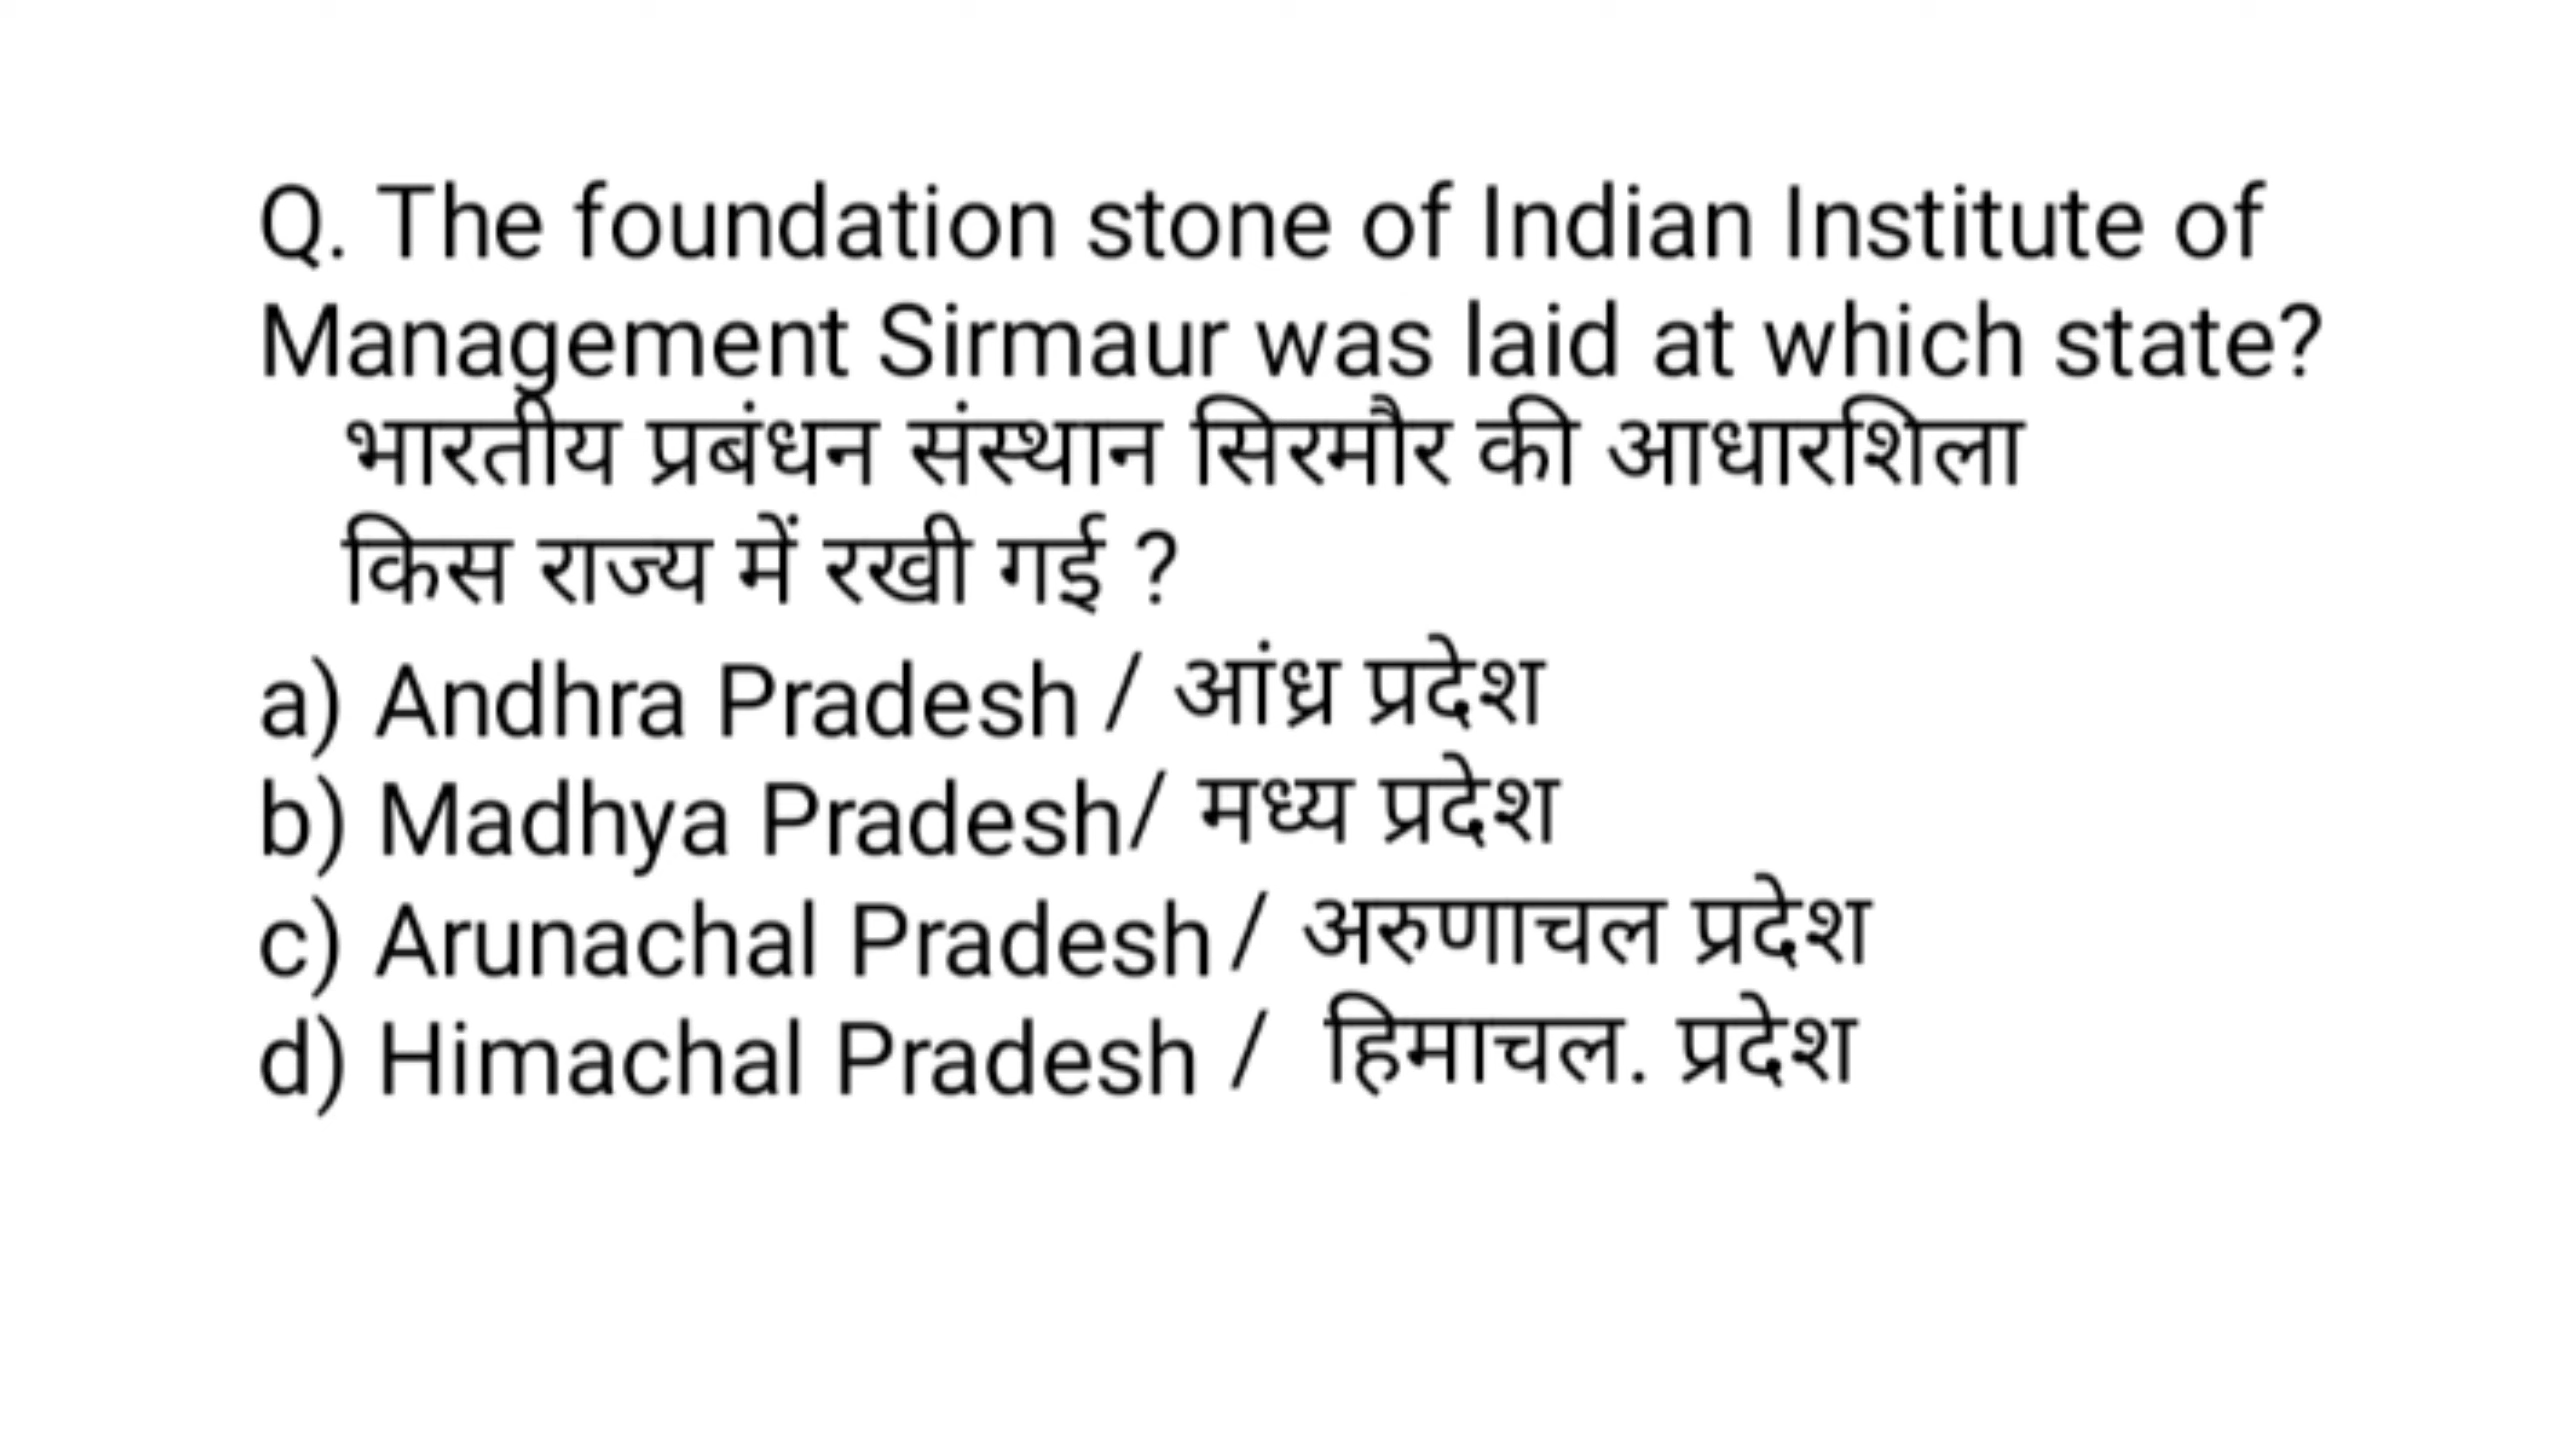 Q. The foundation stone of Indian Institute of
Management Sirmaur was laid at which state?
भारतीय प्रबंधन संस्थान सिरमौर की आधारशिला
किस राज्य में रखी गई ?
a) Andhra Pradesh / आंध्र प्रदेश
b) Madhya Pradesh/ मध्य प्रदेश
c) Arunachal Pradesh / अरुणाचल प्रदेश
d) Himachal Pradesh / हिमाचल. प्रदेश